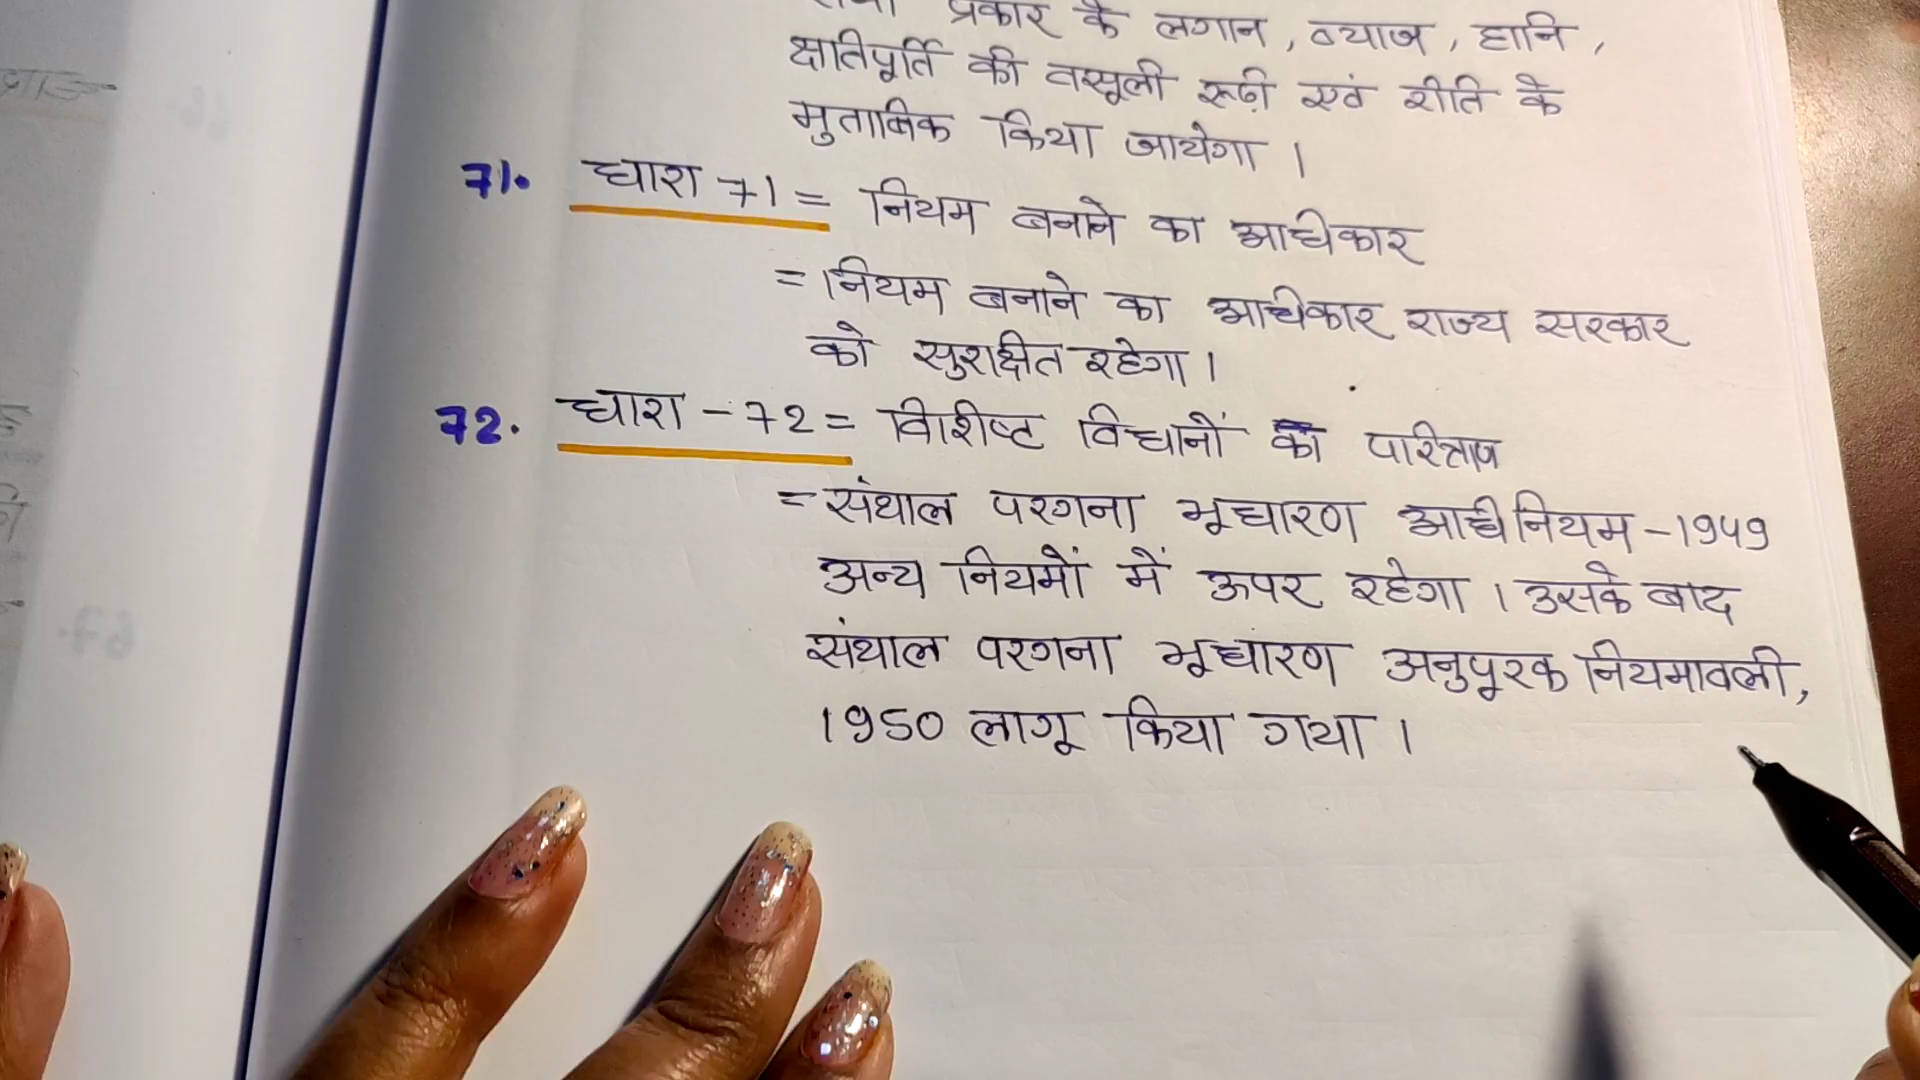 प्रकार के लगान, ब्याज, हानि,
क्षतिपूर्ति की वसूली रूढ़ी एवं रीति के
मुताबिक किया जायेगा।
71. धारा 71 = नियम बनाने का अधिकार
= नियम बनाने का अधिकार राज्य सरकार
को सुरक्षित रहेगा।
72. धारा - 72 = विशिष्ट विधानों का परित्राण
= संथाल परगना भूधारण अधिनियम - 1949
अन्य नियमों में ऊपर रहेगा। उसके बाद
संथाल परगना भूधारण अनुपूरक नियमावली,
1950 लागू किया गया।